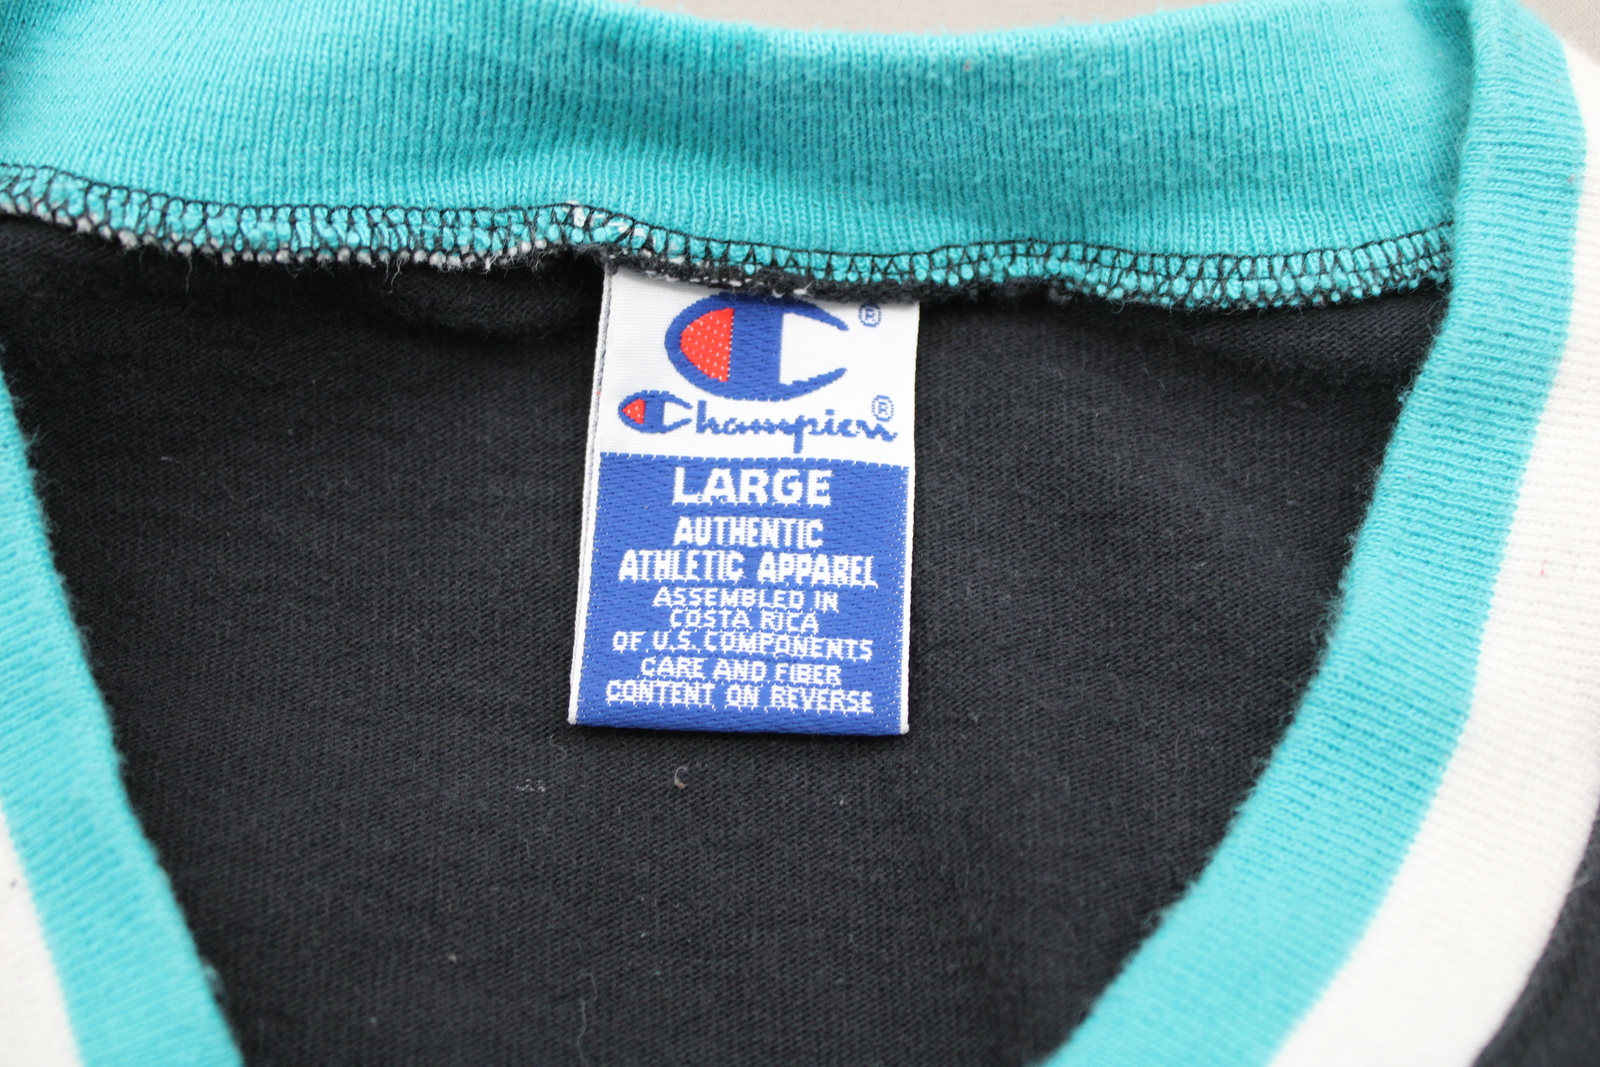 ®
Champion®
LARGE
AUTHENTIC
ATHLETIC APPAREL
ASSEMBLED IN
COSTA RICA
OF U.S. COMPONENTS
CARE AND FIBER
CONTENT ON REVERSE